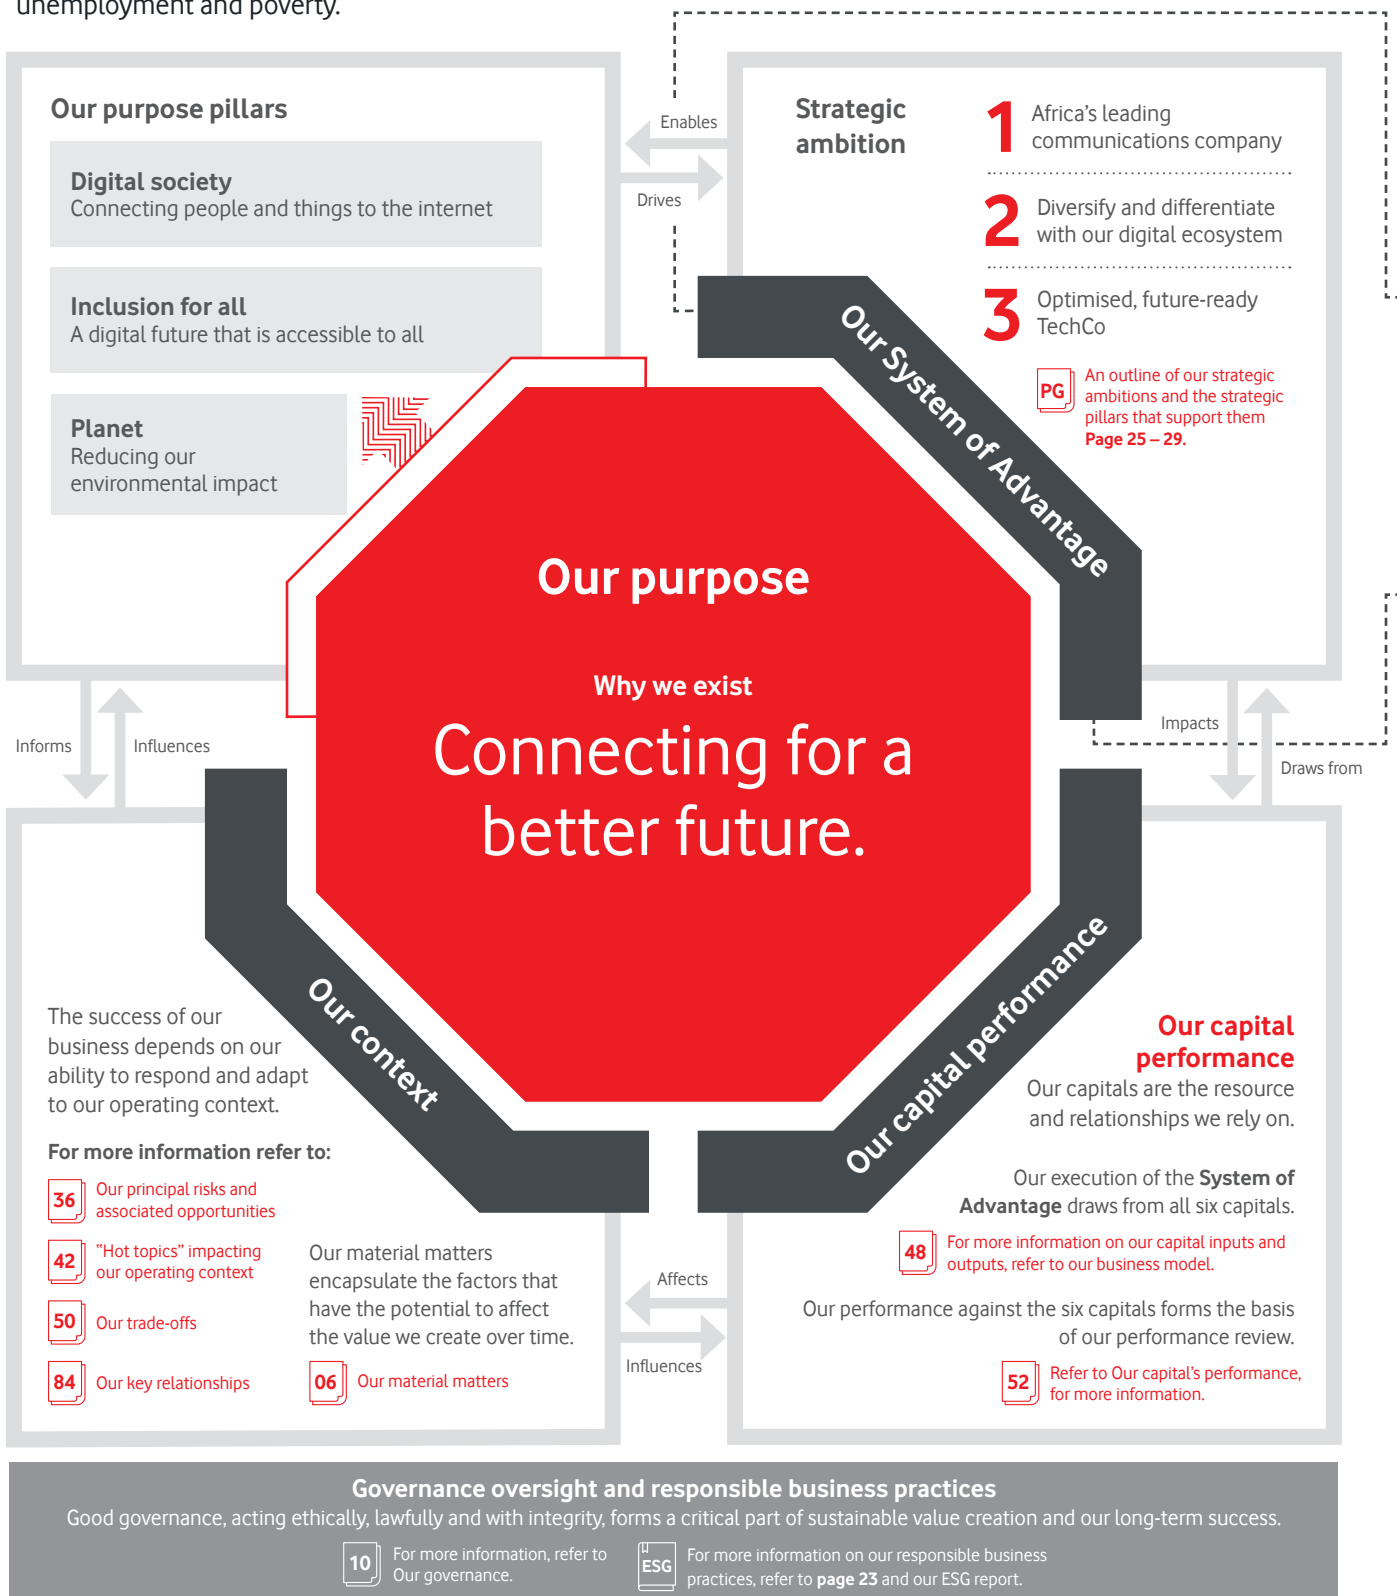 unemployment and poverty.
Our purpose pillars
Digital society
Connecting people and things to the internet
Inclusion for all
A digital future that is accessible to all
Planet
Reducing our
environmental impact
Enables
Drives
Strategic
ambition
1
Africa's leading
communications company
2
Diversify and differentiate
with our digital ecosystem
3
Optimised, future-ready
TechCo
PG
An outline of our strategic
ambitions and the strategic
pillars that support them
Page 25 – 29.
Our System of Advantage
Our purpose
Why we exist
Connecting for a
better future.
Informs
Influences
Impacts
Draws from
Our context
The success of our
business depends on our
ability to respond and adapt
to our operating context.
For more information refer to:
36
Our principal risks and
associated opportunities
42
"Hot topics" impacting
our operating context
50
Our trade-offs
84
Our key relationships
Our material matters
encapsulate the factors that
have the potential to affect
the value we create over time.
06
Our material matters
Affects
Influences
Our capital performance
Our capital
performance
Our capitals are the resource
and relationships we rely on.
Our execution of the System of
Advantage draws from all six capitals.
48
For more information on our capital inputs and
outputs, refer to our business model.
Our performance against the six capitals forms the basis
of our performance review.
52
Refer to Our capital's performance,
for more information.
Governance oversight and responsible business practices
Good governance, acting ethically, lawfully and with integrity, forms a critical part of sustainable value creation and our long-term success.
10
For more information, refer to
Our governance.
ESG
For more information on our responsible business
practices, refer to page 23 and our ESG report.